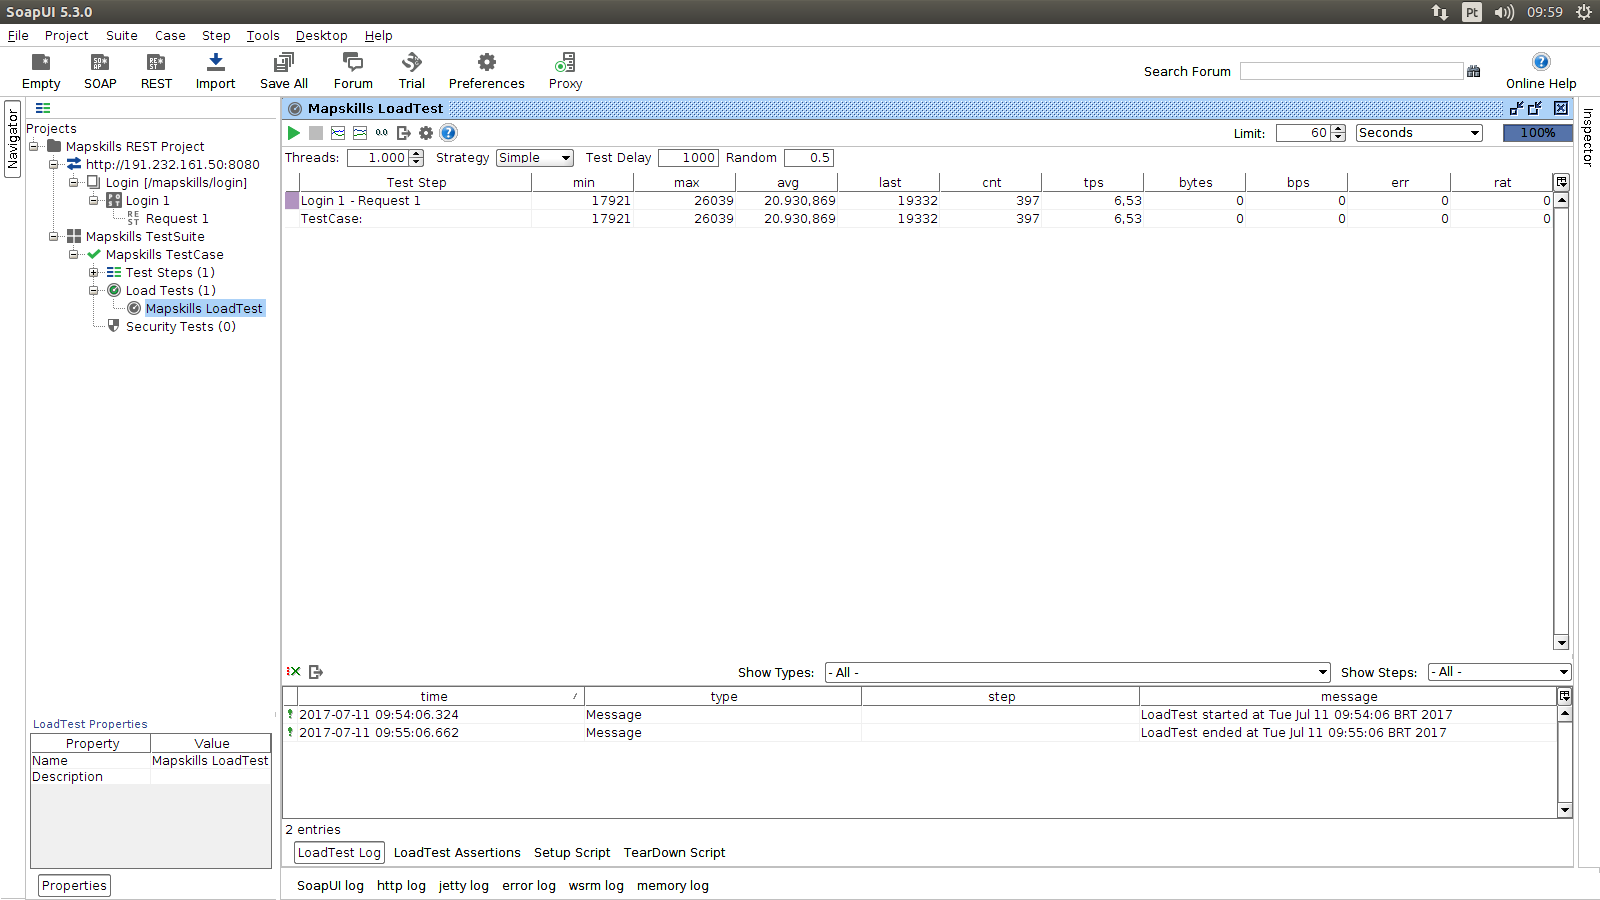 SoapUI 5.3.0
Pt 09:59
File Project Suite Case Step Tools Desktop Help
Empty SOAP REST Import Save All Forum Trial Preferences Proxy
Search Forum
Online Help
Navigator
Projects
Mapskills REST Project
http://191.232.161.50:8080
Login [/mapskills/login]
Login 1
Request 1
Mapskills TestSuite
Mapskills TestCase
Test Steps (1)
Load Tests (1)
Mapskills LoadTest
Security Tests (0)
LoadTest Properties
Property Value
Name Mapskills LoadTest
Description
Properties
Mapskills LoadTest
0.0
Limit: 60 Seconds 100%
Threads: 1.000 Strategy Simple Test Delay 1000 Random 0.5
Test Step min max avg last cnt tps bytes bps err rat
Login 1 - Request 1 17921 26039 20.930,869 19332 397 6,53 0 0 0 0
TestCase: 17921 26039 20.930,869 19332 397 6,53 0 0 0 0
Show Types: - All - Show Steps: - All -
time type step message
2017-07-11 09:54:06.324 Message LoadTest started at Tue Jul 11 09:54:06 BRT 2017
2017-07-11 09:55:06.662 Message LoadTest ended at Tue Jul 11 09:55:06 BRT 2017
2 entries
LoadTest Log LoadTest Assertions Setup Script TearDown Script
SoapUI log http log jetty log error log wsrm log memory log
Inspector